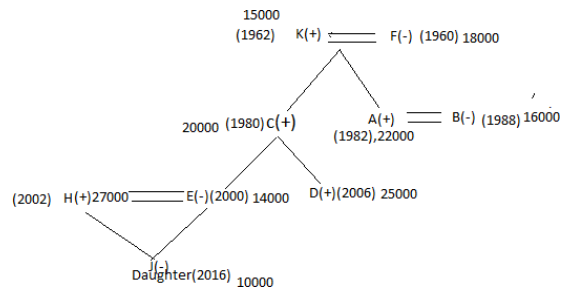 15000
(1962) K(+) F(-) (1960) 18000
20000 (1980) C(+) A(+) B(-) (1988) 16000
(1982),22000
(2002) H(+)27000 E(-)(2000) 14000 D(+)(2006) 25000
J(-)
Daughter(2016) 10000